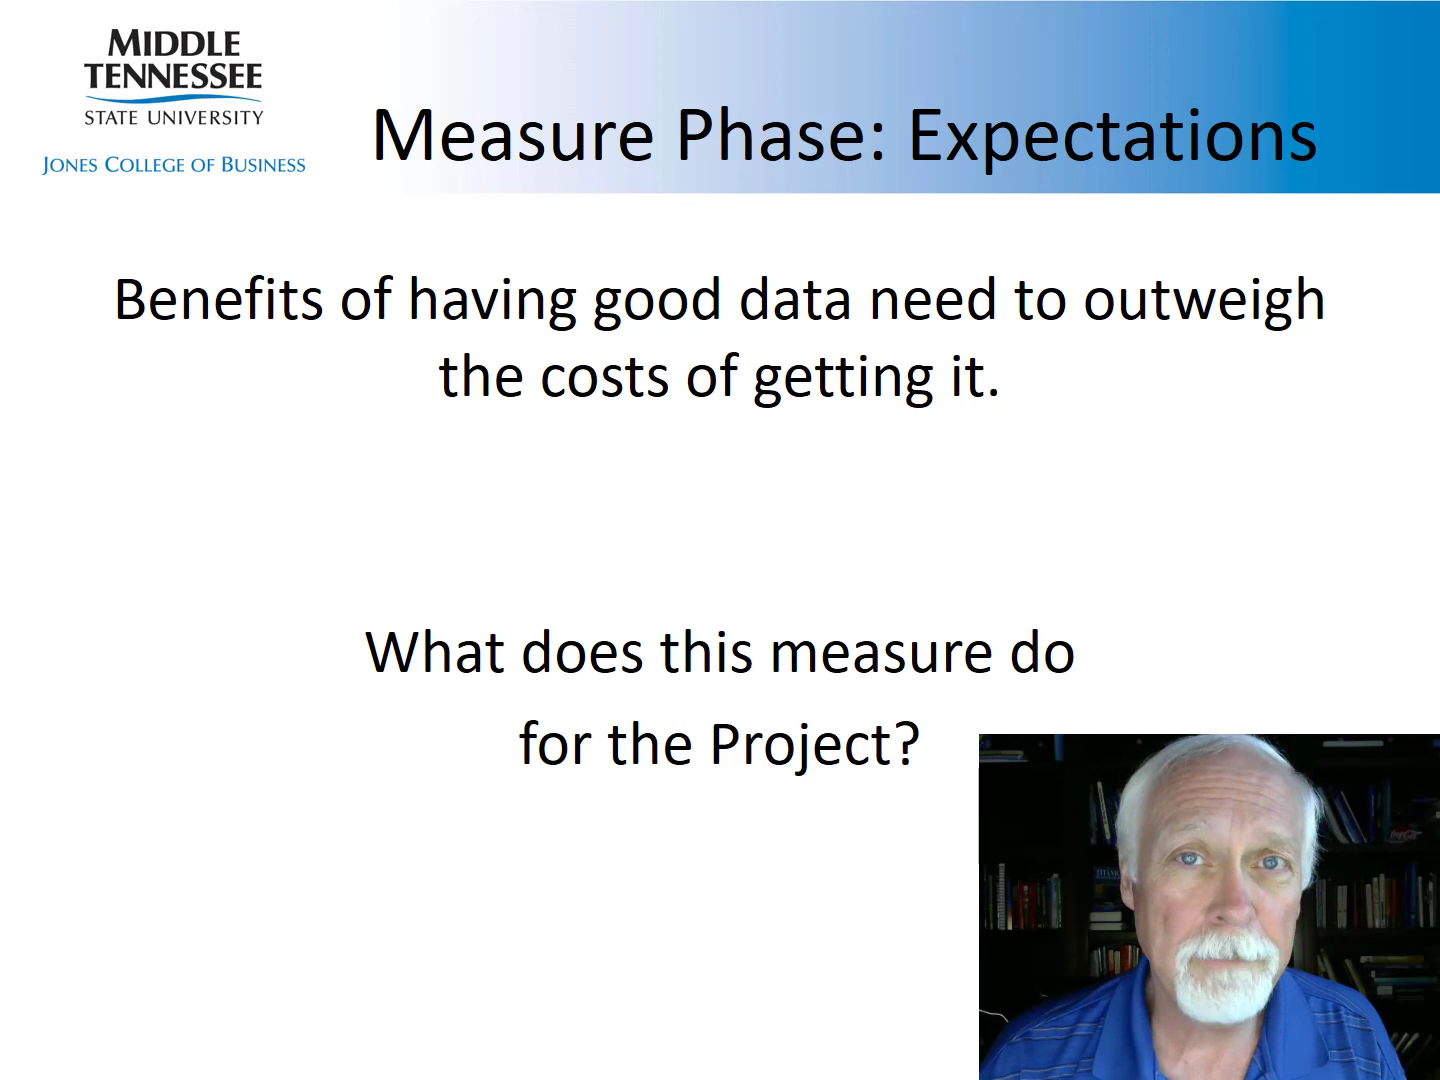 MIDDLE
TENNESSEE
STATE UNIVERSITY
JONES COLLEGE OF BUSINESS
Measure Phase: Expectations
Benefits of having good data need to outweigh
the costs of getting it.
What does this measure do
for the Project?